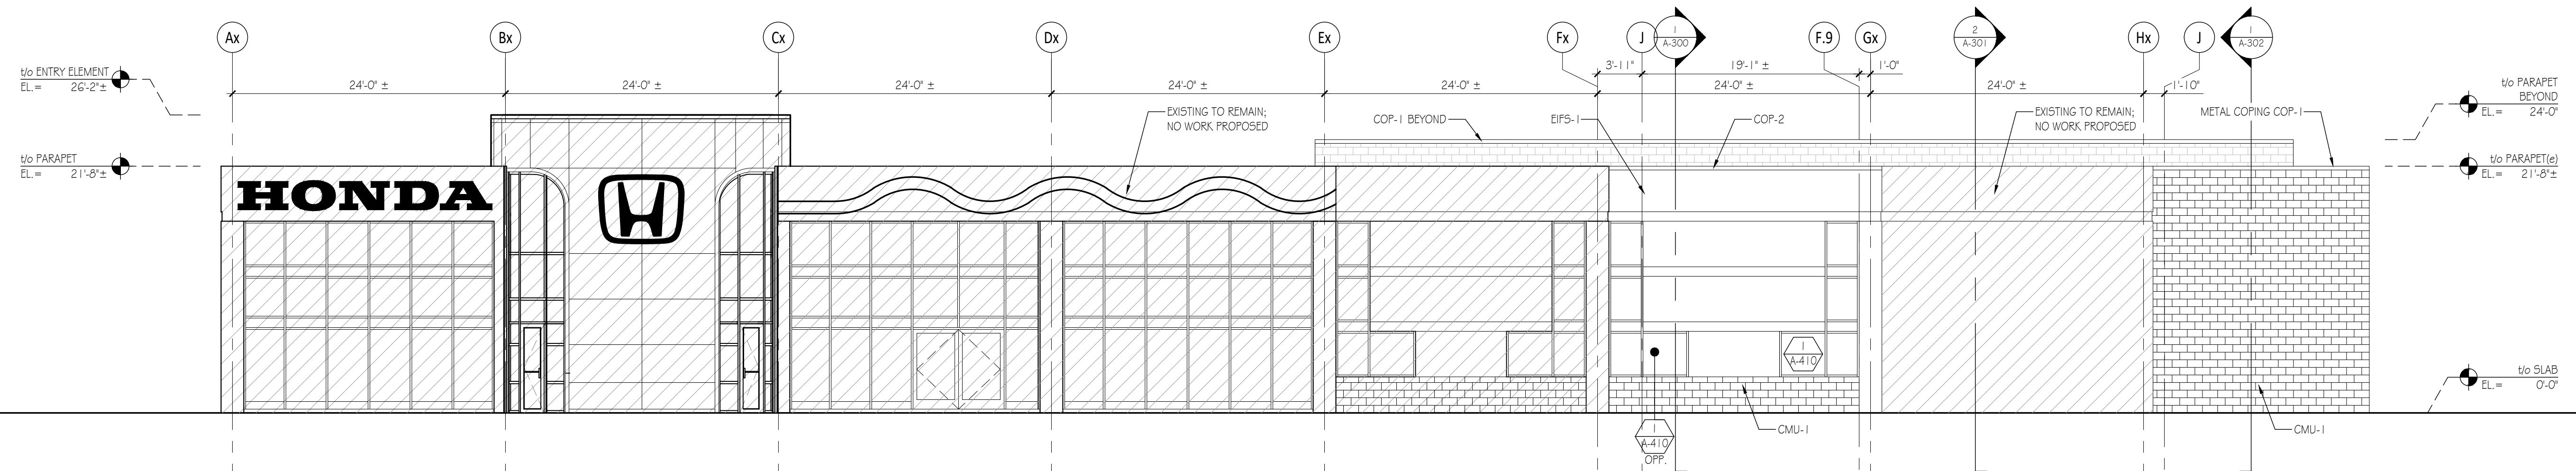 Ax
Bx
Cx
Dx
Ex
Fx
J
1
A-300
F.9
Gx
2
A-301
Hx
J
1
A-302
3'-11"
19'-1" ±
1'-0"
24'-0" ±
24'-0" ±
24'-0" ±
24'-0" ±
24'-0" ±
24'-0" ±
24'-0" ±
1'-10"
t/o ENTRY ELEMENT
EL.= 26'-2"±
t/o PARAPET
EL.= 21'-8"±
EXISTING TO REMAIN;
NO WORK PROPOSED
COP-1 BEYOND
EIFS-1
COP-2
EXISTING TO REMAIN;
NO WORK PROPOSED
METAL COPING COP-1
t/o PARAPET
BEYOND
EL.= 24'-0"
t/o PARAPET(e)
EL.= 21'-8"±
HONDA
1
A-410
t/o SLAB
EL.= 0'-0"
1
A-410
OPP.
CMU-1
CMU-1